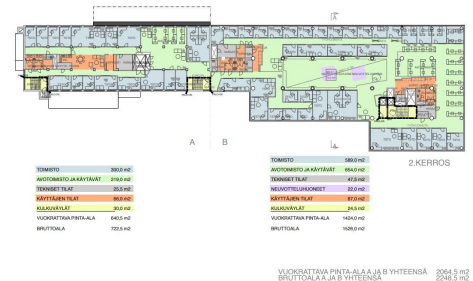 A
A B
A
2.KERROS
TOIMISTO 300,0 m2
AVOTOIMISTO JA KÄYTÄVÄT 219,0 m2
TEKNISET TILAT 25,5 m2
KÄYTTÄJIEN TILAT 66,0 m2
KULKUVÄYLÄT 30,0 m2
VUOKRATTAVA PINTA-ALA 640,5 m2
BRUTTOALA 722,5 m2
TOIMISTO 589,0 m2
AVOTOIMISTO JA KÄYTÄVÄT 654,0 m2
TEKNISET TILAT 47,5 m2
NEUVOTTELUHUONEET 22,0 m2
KÄYTTÄJIEN TILAT 87,0 m2
KULKUVÄYLÄT 24,5 m2
VUOKRATTAVA PINTA-ALA 1424,0 m2
BRUTTOALA 1526,0 m2
VUOKRATTAVA PINTA-ALA A JA B YHTEENSÄ 2064,5 m2
BRUTTOALA A JA B YHTEENSÄ 2248,5 m2